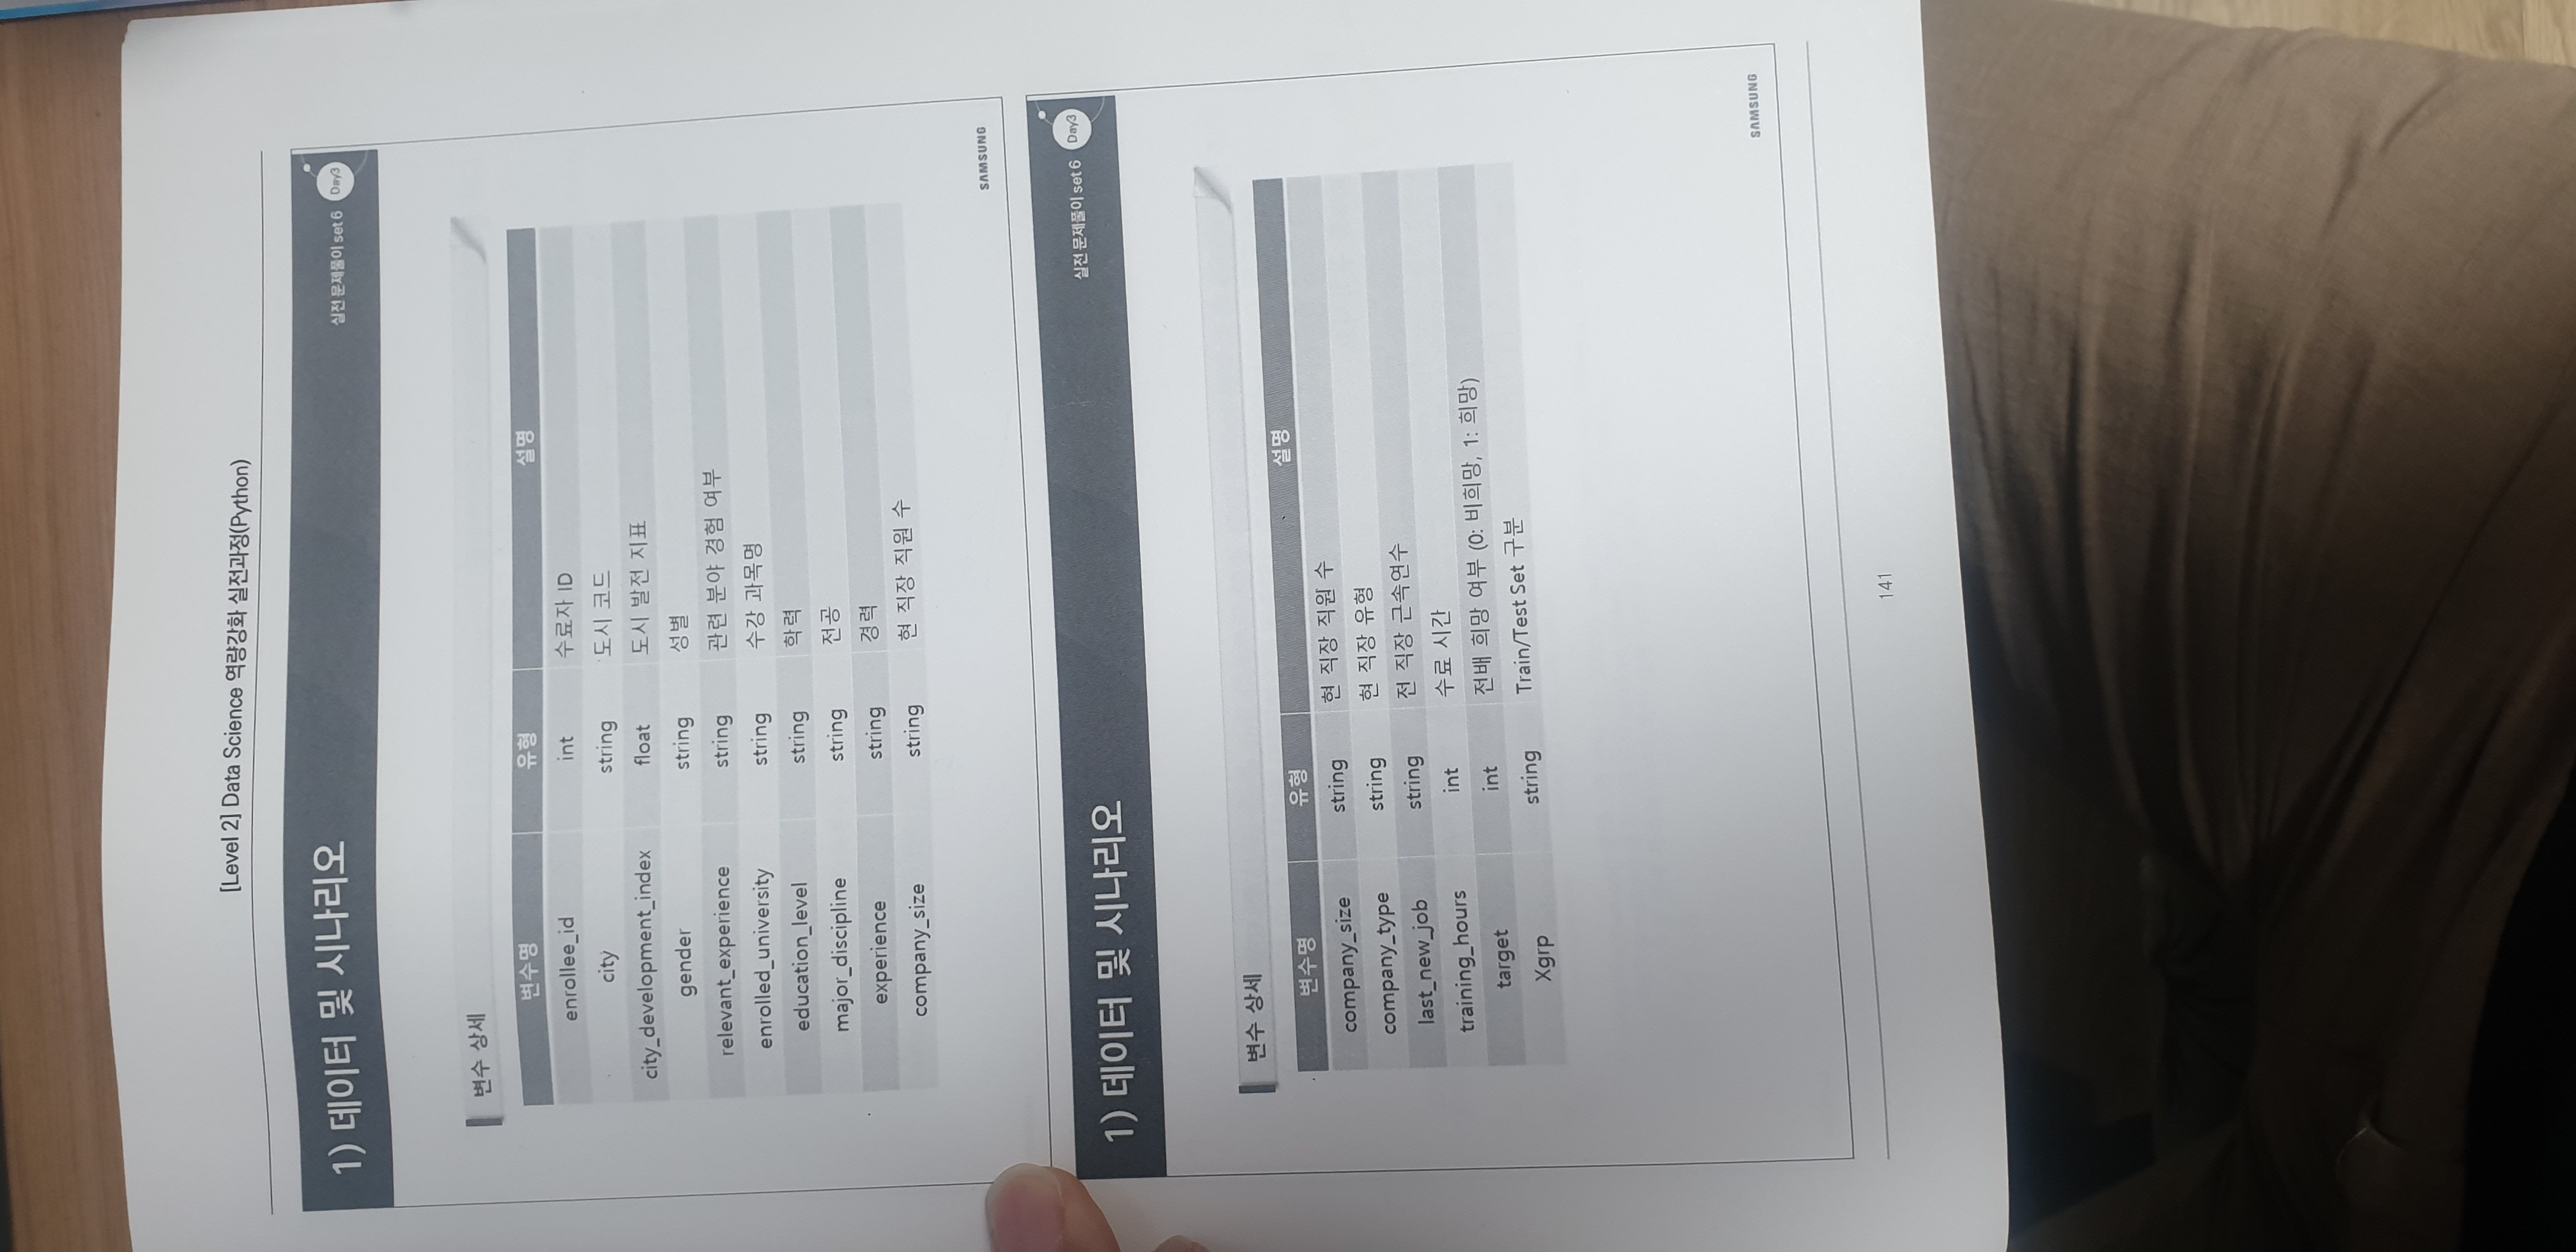 [Level 2] Data Science 역량강화 실전과정(Python)
1) 데이터 및 시나리오
실전 문제풀이 set 6 Day3
변수 상세
변수명 유형 설명
enrollee_id int 수료자 ID
city string 도시 코드
city_development_index float 도시 발전 지표
gender string 성별
relevant_experience string 관련 분야 경험 여부
enrolled_university string 수강 과목명
education_level string 학력
major_discipline string 전공
experience string 경력
company_size string 현 직장 직원 수
SAMSUNG
1) 데이터 및 시나리오
실전 문제풀이 set 6 Day3
변수 상세
변수명 유형 설명
company_size string 현 직장 직원 수
company_type string 현 직장 유형
last_new_job string 전 직장 근속연수
training_hours int 수료 시간
target int 전배 희망 여부 (0: 비희망, 1: 희망)
Xgrp string Train/Test Set 구분
SAMSUNG
141